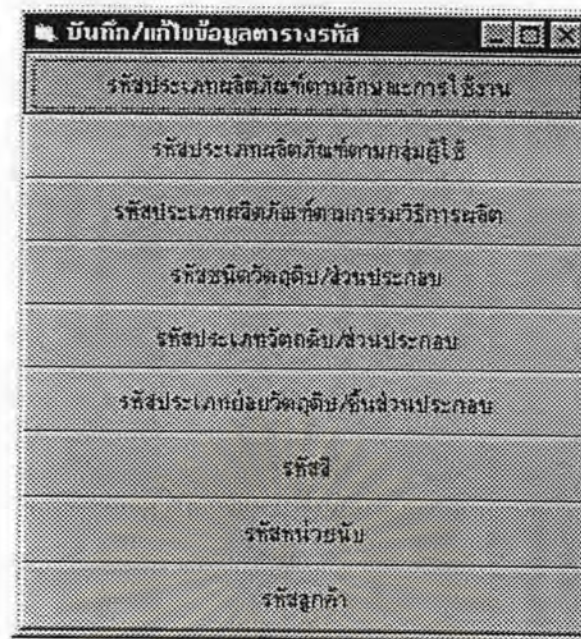 บันทึก/แก้ไขข้อมูลตารางรหัส
รหัสประเภทผลิตภัณฑ์ตามลักษณะการใช้งาน
รหัสประเภทผลิตภัณฑ์ตามกลุ่มผู้ใช้
รหัสประเภทผลิตภัณฑ์ตามกรรมวิธีการผลิต
รหัสชนิดวัตถุดิบ/ส่วนประกอบ
รหัสประเภทวัตถุดิบ/ส่วนประกอบ
รหัสประเภทย่อยวัตถุดิบ/ชิ้นส่วนประกอบ
รหัสสี
รหัสหน่วยนับ
รหัสลูกค้า